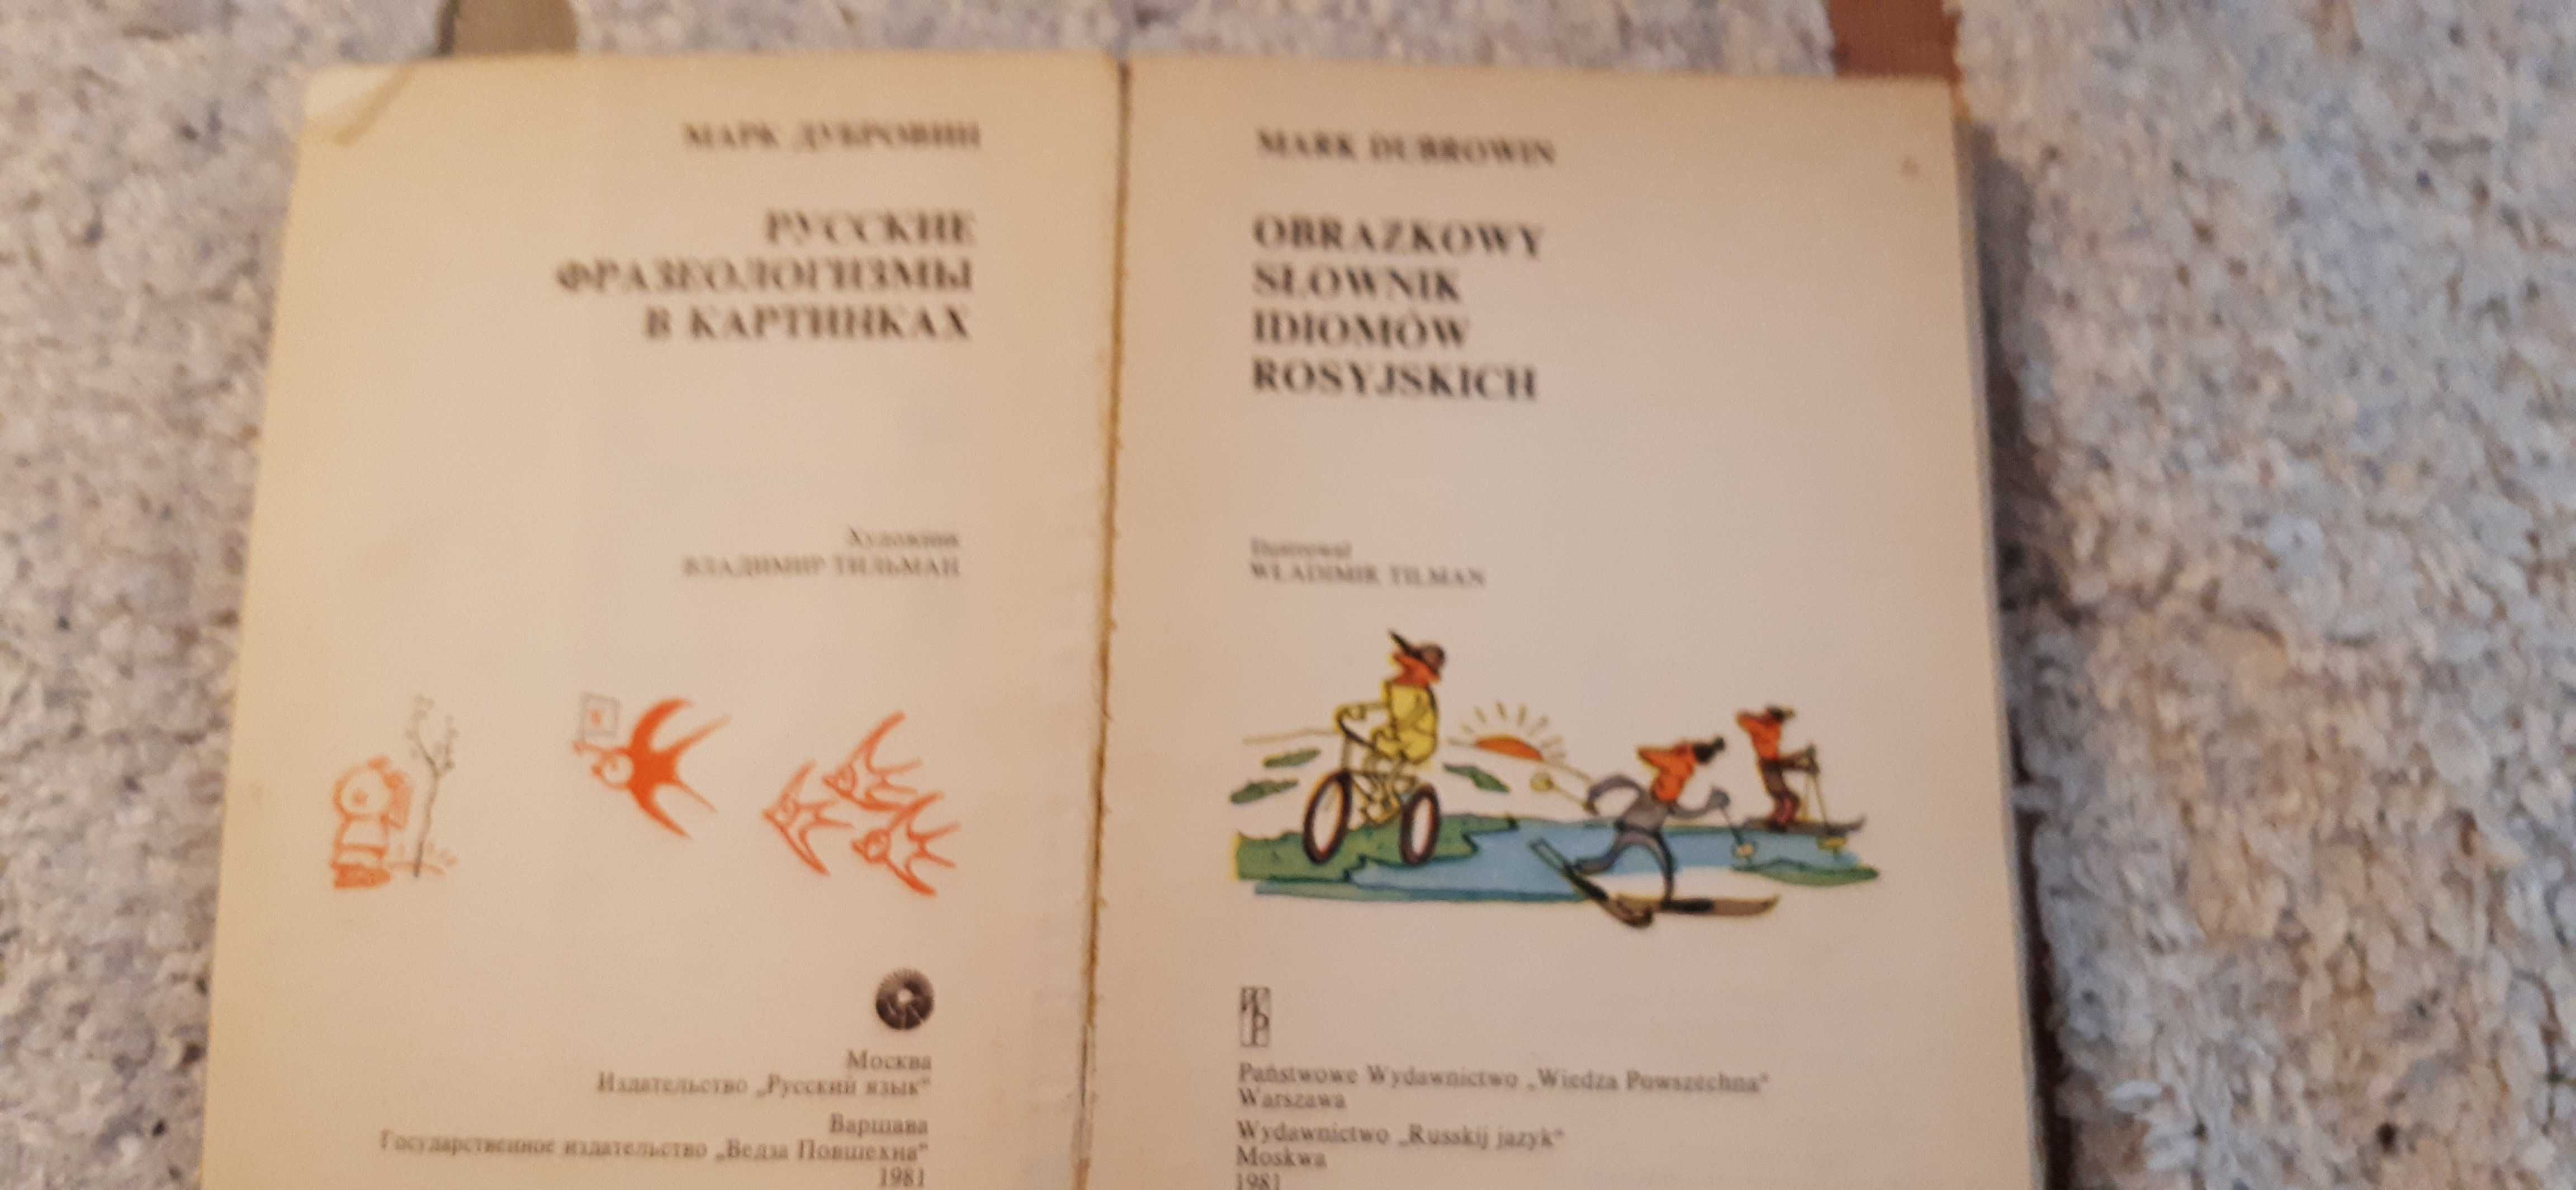 МАРК ДУБРОВИН
РУССКИЕ
ФРАЗЕОЛОГИЗМЫ
В КАРТИНКАХ
Художник
ВЛАДИМИР ТИЛЬМАН
Москва
Издательство „Русский язык“
Варшава
Государственное издательство „Ведза Повшехна“
1981
MARK DUBROWIN
OBRAZKOWY
SŁOWNIK
IDIOMÓW
ROSYJSKICH
Ilustrował
WŁADIMIR TILMAN
WP
Państwowe Wydawnictwo „Wiedza Powszechna“
Warszawa
Wydawnictwo „Russkij jazyk“
Moskwa
1981